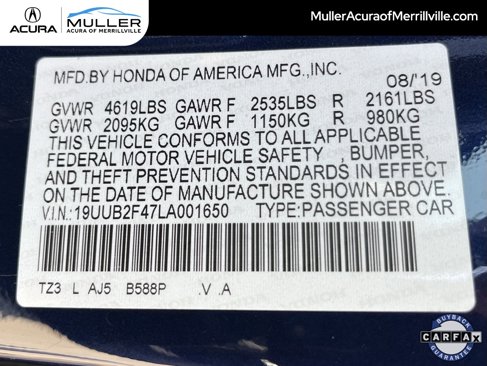 ACURA
MULLER
ACURA OF MERRILLVILLE
MullerAcuraofMerrillville.com
MFD.BY HONDA OF AMERICA MFG.,INC.
08/'19
GVWR 4619LBS GAWR F 2535LBS R 2161LBS
GVWR 2095KG GAWR F 1150KG R 980KG
THIS VEHICLE CONFORMS TO ALL APPLICABLE
FEDERAL MOTOR VEHICLE SAFETY , BUMPER,
AND THEFT PREVENTION STANDARDS IN EFFECT
ON THE DATE OF MANUFACTURE SHOWN ABOVE.
V.I.N.:19UUB2F47LA001650 TYPE:PASSENGER CAR
TZ3 L AJ5 B588P .V .A
BUYBACK
CARFAX
GUARANTEE